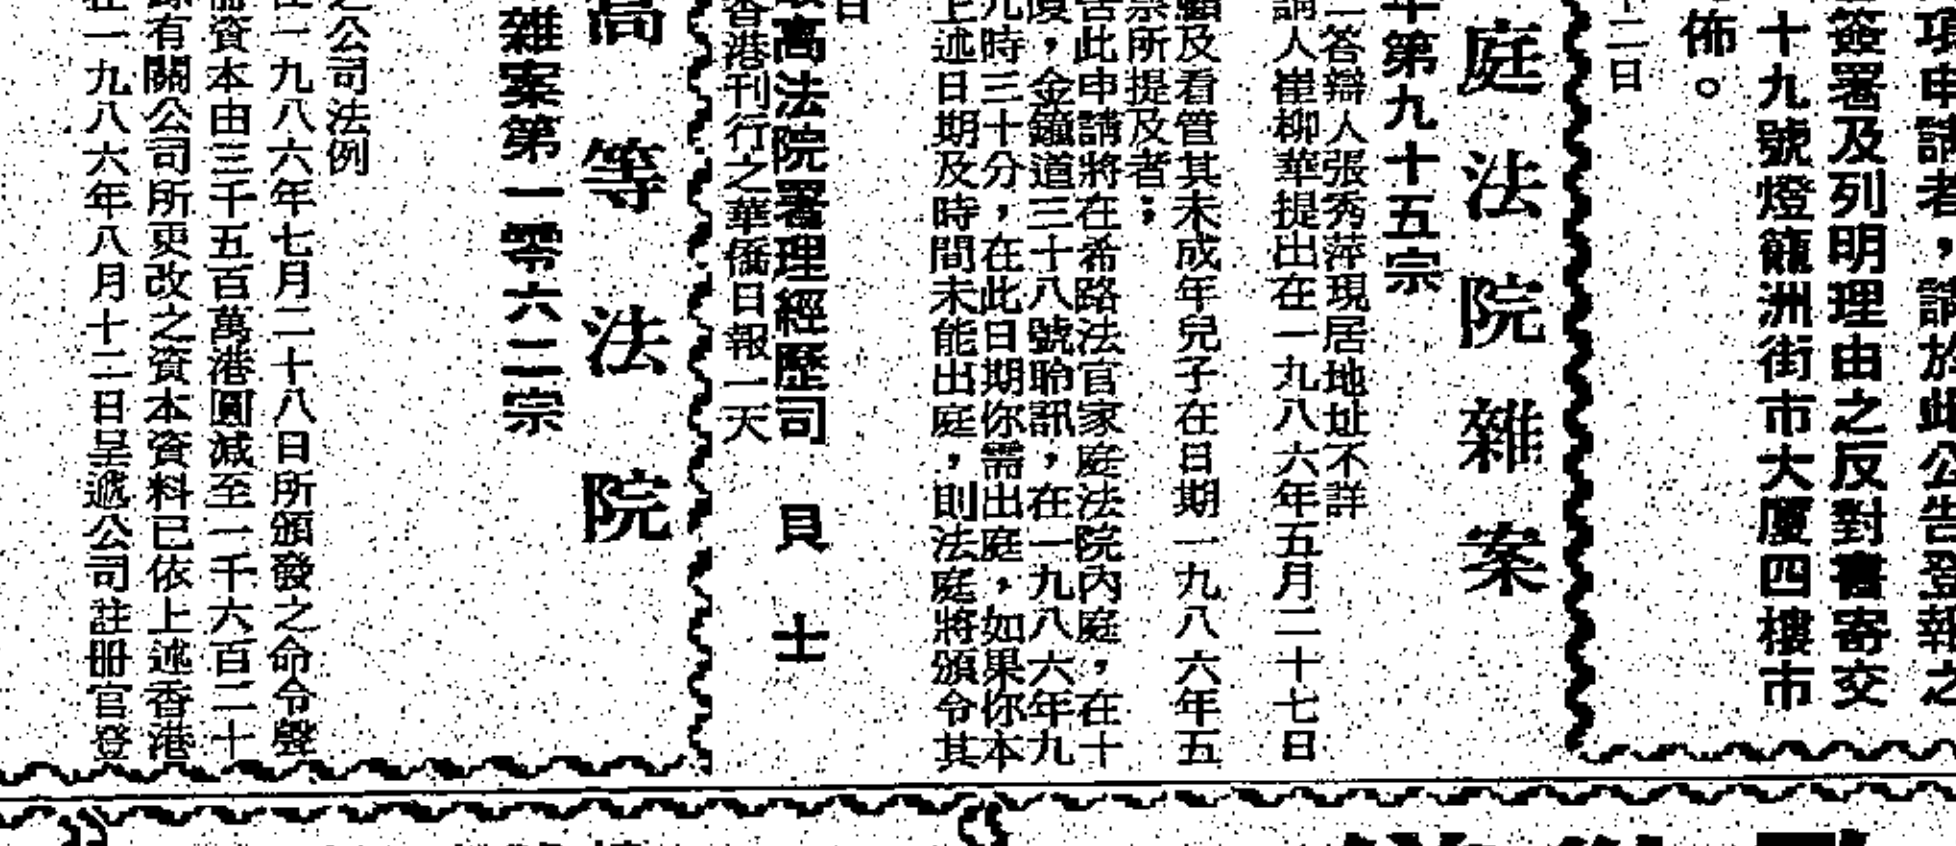 項申請者，請於此公告登報之
簽署及列明理由之反對書寄交
十九號燈籠洲街市大廈四樓市
佈。
十二日
庭法院雜案
年第九十五宗
二答辯人張秀萍現居地址不詳
請人崔柳華提出在一九八六年五月二十七日
顧及看管其未成年兒子在日期一九八六年五
票所提及者；
告此申請將在希路法官家庭法院內庭，在十
廈，金鐘道三十八號聆訊，在一九八六年九
九時三十分，在此日期你需出庭，如果你本
上述日期及時間未能出庭，則法庭將頒令其
日
最高法院署理經歷司　貝　士
香港刊行之華僑日報一天
高等法院
雜案第一零六二宗
之公司法例
在一九八六年七月二十八日所頒發之命令聲
需資本由三千五百萬港圓減至一千六百二十
錄有關公司所更改之資本資料已依上述香港
在一九八六年八月十二日呈遞公司註册官登